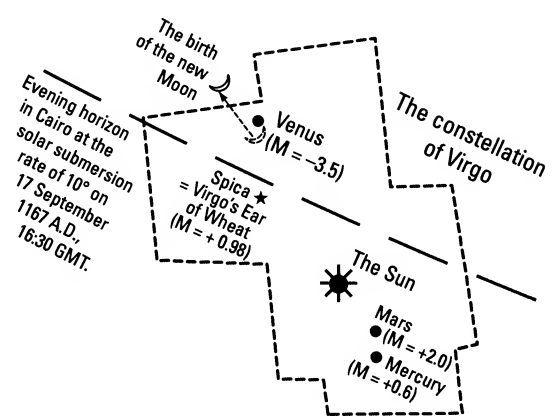 The birth
of the new
Moon
Evening horizon
in Cairo at the
solar submersion
rate of 10° on
17 September
1167 A.D.,
16:30 GMT.
Venus
(M = –3.5)
The constellation
of Virgo
Spica
= Virgo's Ear
of Wheat
(M = + 0.98)
The Sun
Mars
(M = +2.0)
Mercury
(M = +0.6)